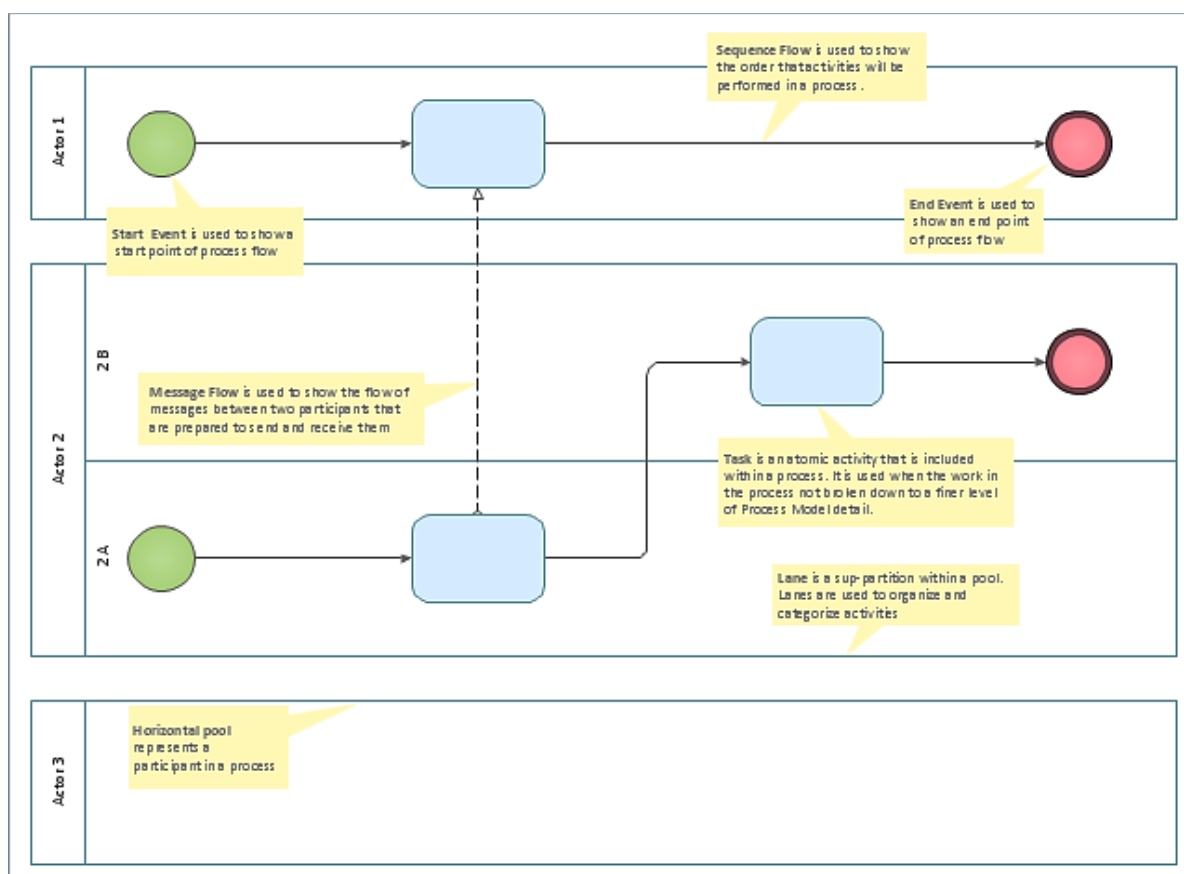 Sequence Flow is used to show
the order that activities will be
performed in a process .
Actor 1
Start Event is used to show a
start point of process flow
End Event is used to
show an end point
of process flow
Actor 2
2 B
Message Flow is used to show the flow of
messages between two participants that
are prepared to send and receive them
Task is an atomic activity that is included
within a process. It is used when the work in
the process not broken down to a finer level
of Process Model detail.
2 A
Lane is a sup-partition within a pool.
Lanes are used to organize and
categorize activities
Actor 3
Horizontal pool
represents a
participant in a process